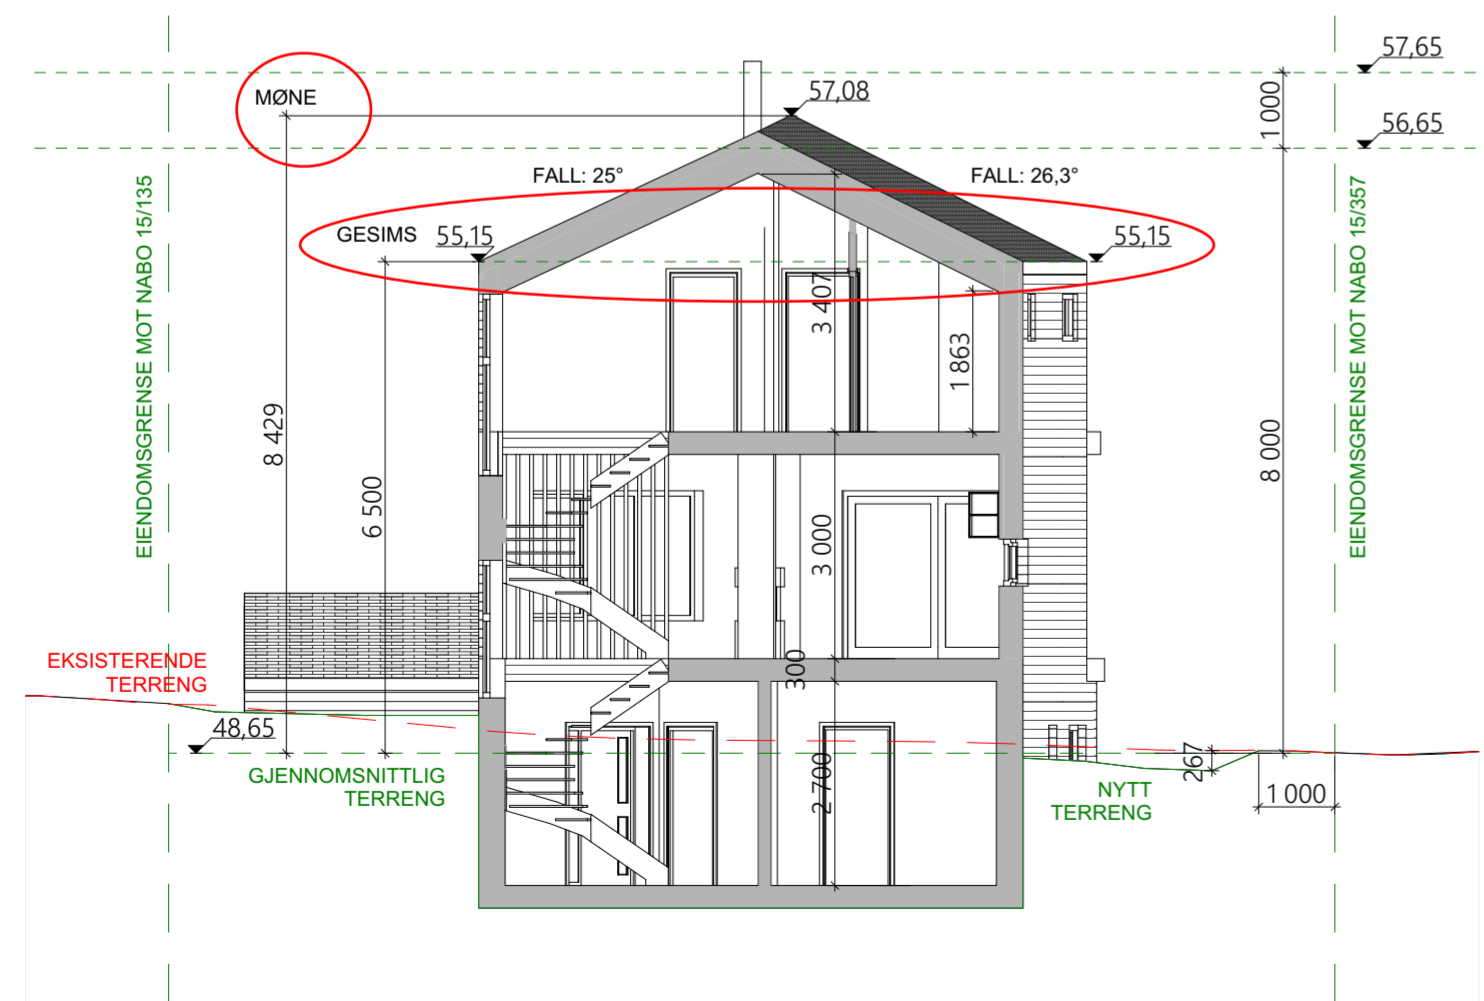 57,65
MØNE
57,08
1 000
56,65
FALL: 25°
FALL: 26,3°
EIENDOMSGRENSE MOT NABO 15/135
EIENDOMSGRENSE MOT NABO 15/357
GESIMS
55,15
55,15
3 407
1 863
8 429
8 000
6 500
3 000
EKSISTERENDE
TERRENG
300
48,65
GJENNOMSNITTLIG
TERRENG
2 700
267
NYTT
TERRENG
1 000